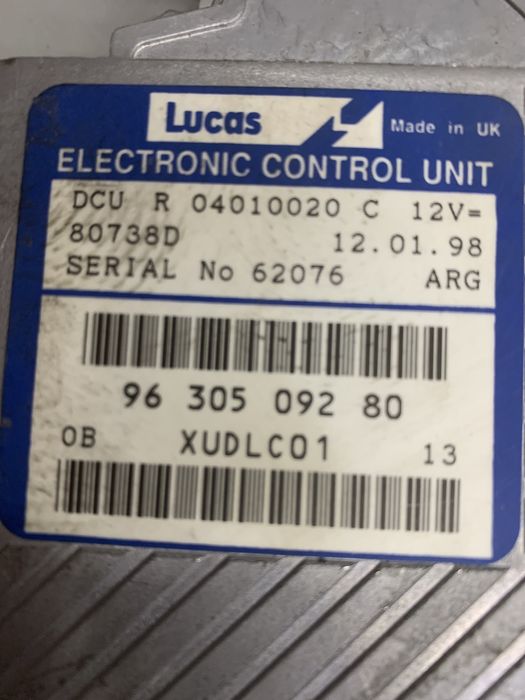 Lucas Made in UK
ELECTRONIC CONTROL UNIT
DCU R 04010020 C 12V=
80738D 12.01.98
SERIAL No 62076 ARG
96 305 092 80
0B XUDLC01 13